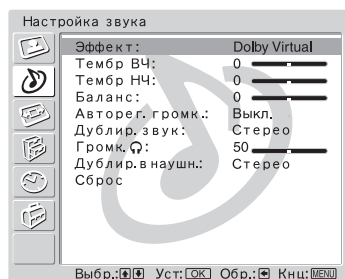 Настройка звука
Эффект: Dolby Virtual
Тембр ВЧ: 0
Тембр НЧ: 0
Баланс: 0
Авторег. громк.: Выкл.
Дублир. звук: Стерео
Громк. : 50
Дублир. в наушн.: Стерео
Сброс
Выбр.: Уст: OK Обр.: Кнц: MENU